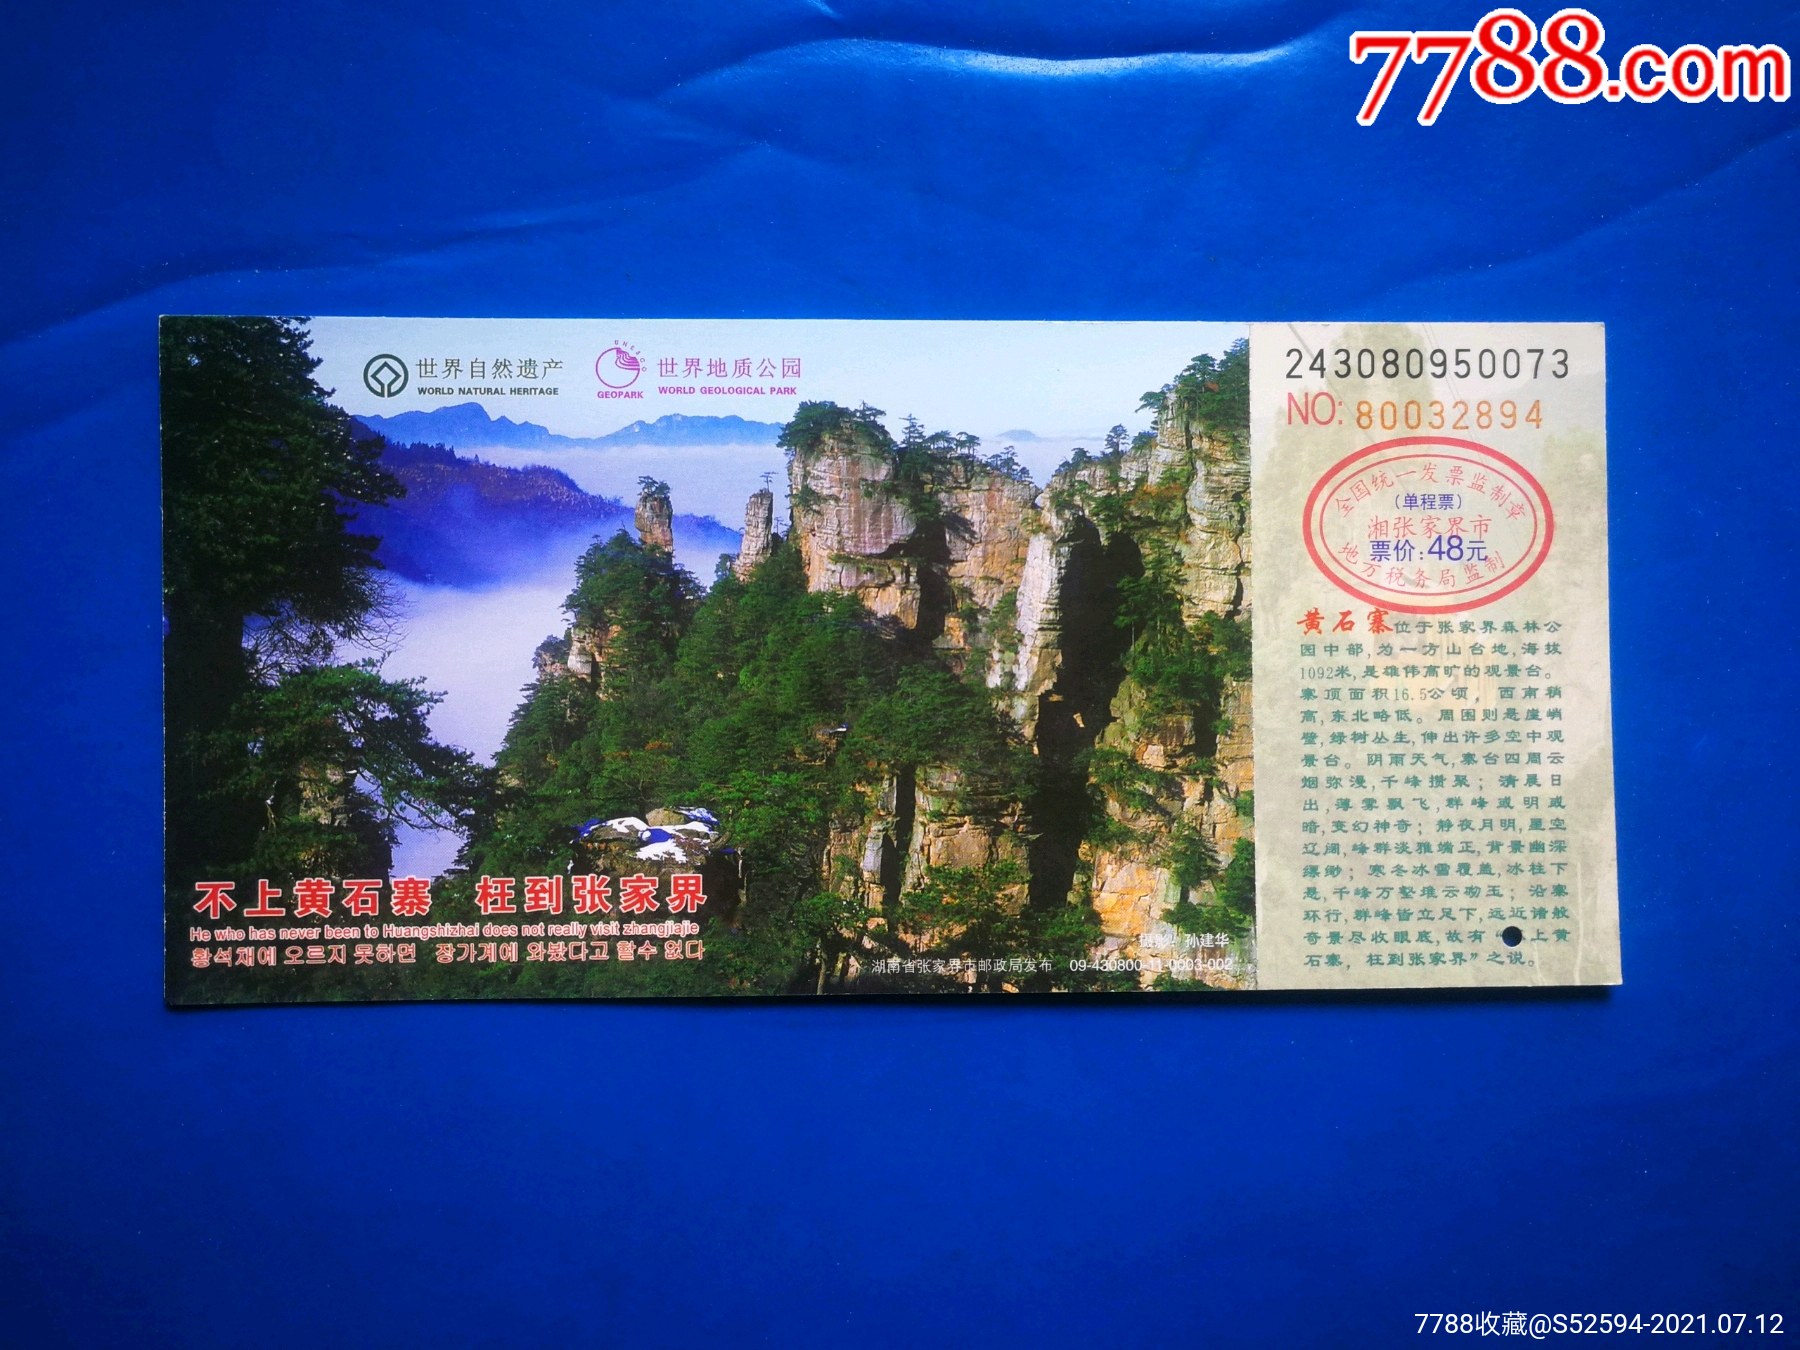 7788.com
世界自然遗产
WORLD NATURAL HERITAGE
UNESCO
GEOPARK
世界地质公园
WORLD GEOLOGICAL PARK
243080950073
NO: 80032894
全国统一发票监制章
(单程票)
湘张家界市
票价:48元
地方税务局监制
黄石寨位于张家界森林公
园中部,为一方山台地,海拔
1092米,是雄伟高旷的观景台。
寨顶面积16.5公顷,西南稍
高,东北略低。周围则悬崖峭
壁,绿树丛生,伸出许多空中观
景台。阴雨天气,寨台四周云
烟弥漫,千峰攒聚;清晨日
出,薄雾飘飞,群峰或明或
暗,变幻神奇;静夜月明,星空
辽阔,峰群淡雅端正,背景幽深
缥缈;寒冬冰雪覆盖,冰柱下
悬,千峰万壑堆云砌玉;沿寨
环行,群峰皆立足下,远近诸般
奇景尽收眼底,故有“上黄
石寨,枉到张家界”之说。
不上黄石寨 枉到张家界
He who has never been to Huangshizhai does not really visit zhangjiajie
황석채에 오르지 못하면 장가계에 와봤다고 할수 없다
摄影:孙建华
湖南省张家界市邮政局发布 09-430800-11-0003-002
7788收藏@S52594-2021.07.12